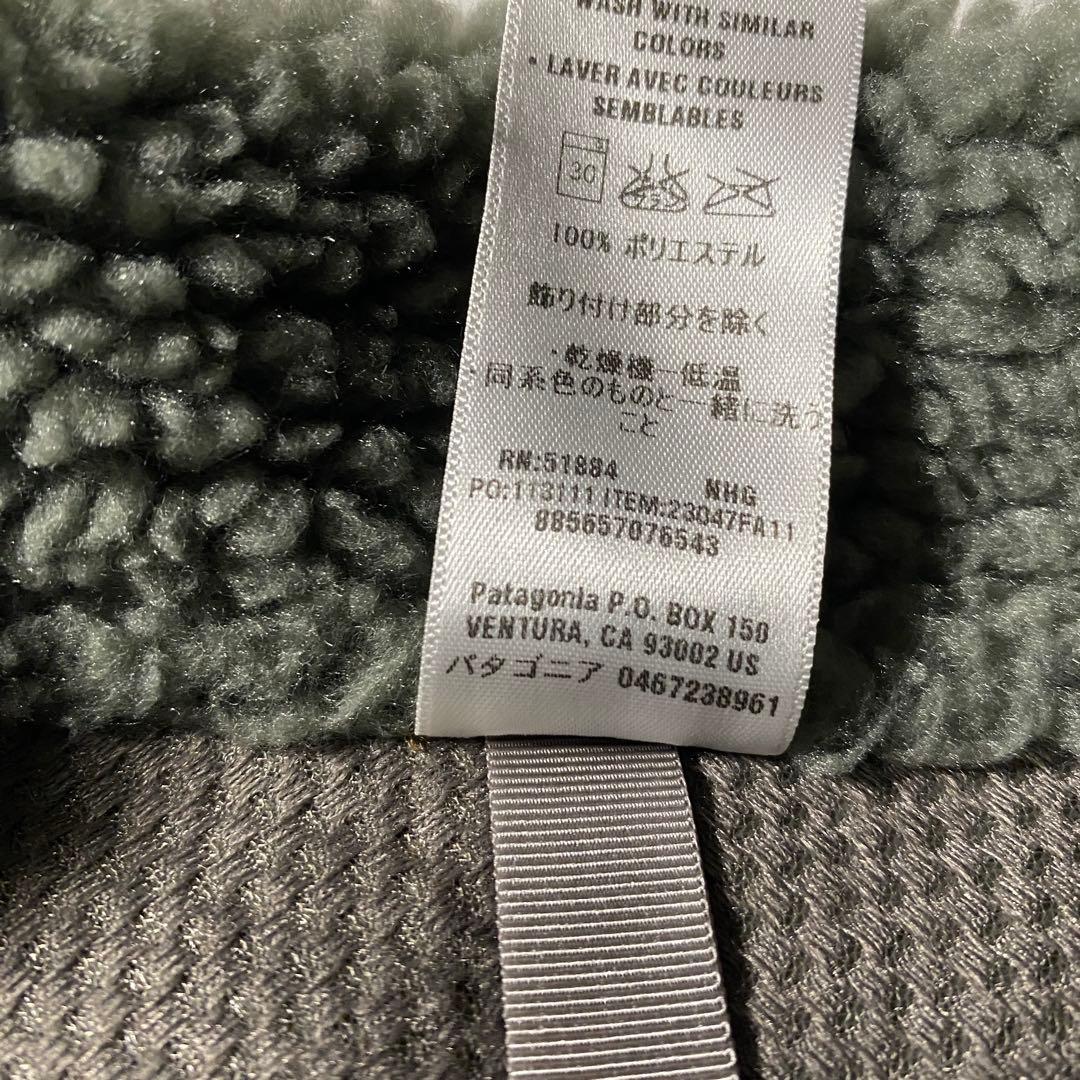 WASH WITH SIMILAR
COLORS
・LAVER AVEC COULEURS
SEMBLABLES
30
100% ポリエステル
飾り付け部分を除く
・乾燥機―低温
・同系色のものと一緒に洗う
こと
RN:51884 NHG
PO:113111 ITEM:23047FA11
885657076543
Patagonia P.O. BOX 150
VENTURA, CA 93002 US
パタゴニア 0467238961